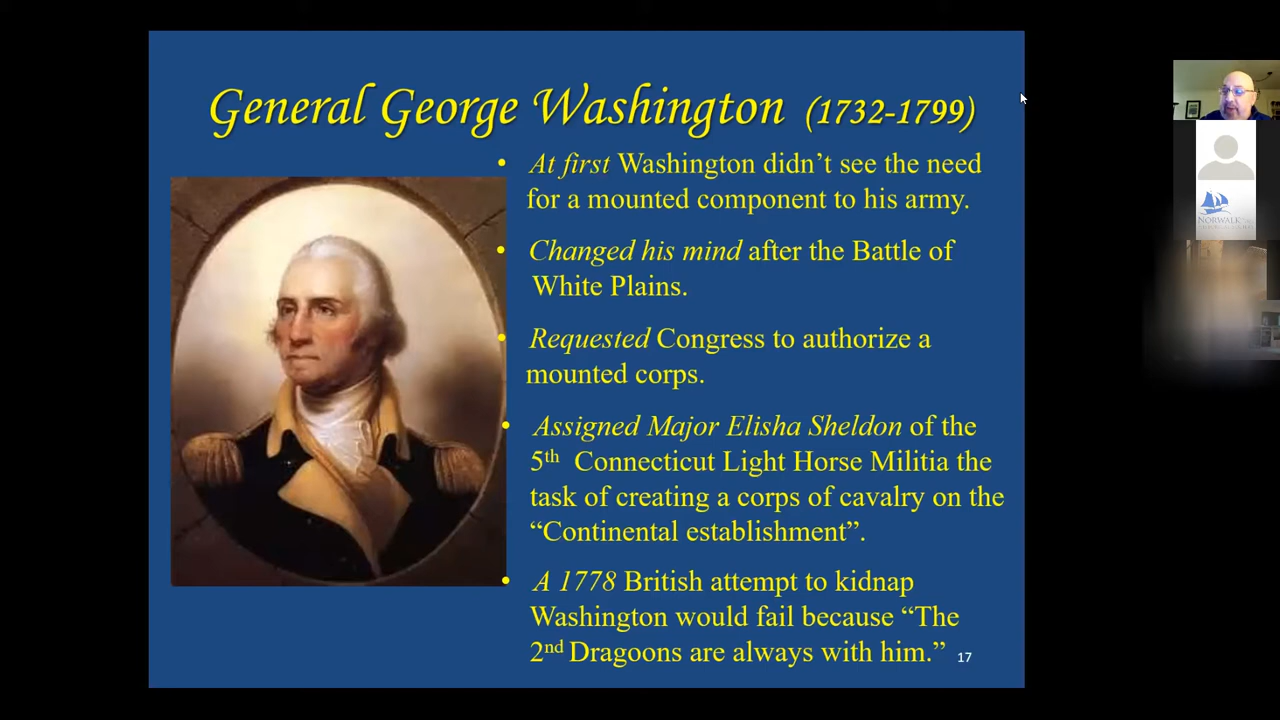 General George Washington (1732-1799)
• At first Washington didn’t see the need
for a mounted component to his army.
• Changed his mind after the Battle of
White Plains.
• Requested Congress to authorize a
mounted corps.
• Assigned Major Elisha Sheldon of the
5th Connecticut Light Horse Militia the
task of creating a corps of cavalry on the
“Continental establishment”.
• A 1778 British attempt to kidnap
Washington would fail because “The
2nd Dragoons are always with him.”
17
NORWALK